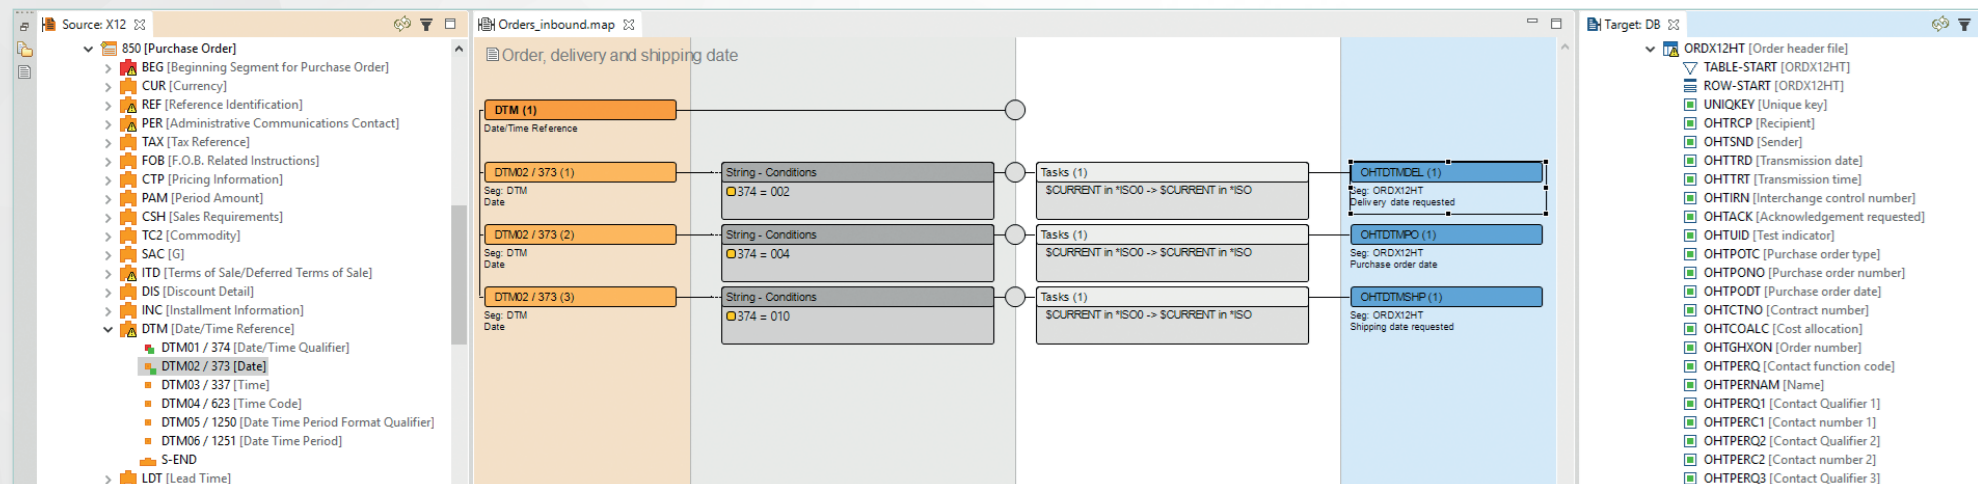 Source: X12
850 [Purchase Order]
BEG [Beginning Segment for Purchase Order]
CUR [Currency]
REF [Reference Identification]
PER [Administrative Communications Contact]
TAX [Tax Reference]
FOB [F.O.B. Related Instructions]
CTP [Pricing Information]
PAM [Period Amount]
CSH [Sales Requirements]
TC2 [Commodity]
SAC [G]
ITD [Terms of Sale/Deferred Terms of Sale]
DIS [Discount Detail]
INC [Installment Information]
DTM [Date/Time Reference]
DTM01 / 374 [Date/Time Qualifier]
DTM02 / 373 [Date]
DTM03 / 337 [Time]
DTM04 / 623 [Time Code]
DTM05 / 1250 [Date Time Period Format Qualifier]
DTM06 / 1251 [Date Time Period]
S-END
LDT [Lead Time]
Orders_inbound.map
Order, delivery and shipping date
DTM (1)
Date/Time Reference
DTM02 / 373 (1)
Seg: DTM
Date
String - Conditions
374 = 002
Tasks (1)
$CURRENT in *ISO0 -> $CURRENT in *ISO
OHTDTMDEL (1)
Seg: ORDX12HT
Delivery date requested
DTM02 / 373 (2)
Seg: DTM
Date
String - Conditions
374 = 004
Tasks (1)
$CURRENT in *ISO0 -> $CURRENT in *ISO
OHTDTMPO (1)
Seg: ORDX12HT
Purchase order date
DTM02 / 373 (3)
Seg: DTM
Date
String - Conditions
374 = 010
Tasks (1)
$CURRENT in *ISO0 -> $CURRENT in *ISO
OHTDTMSHP (1)
Seg: ORDX12HT
Shipping date requested
Target: DB
ORDX12HT [Order header file]
TABLE-START [ORDX12HT]
ROW-START [ORDX12HT]
UNIQKEY [Unique key]
OHTRCP [Recipient]
OHTSND [Sender]
OHTTRD [Transmission date]
OHTTRT [Transmission time]
OHTIRN [Interchange control number]
OHTACK [Acknowledgement requested]
OHTUID [Test indicator]
OHTPOTC [Purchase order type]
OHTPONO [Purchase order number]
OHTPODT [Purchase order date]
OHTCTNO [Contract number]
OHTCOALC [Cost allocation]
OHTGHXON [Order number]
OHTPERQ [Contact function code]
OHTPERNAM [Name]
OHTPERQ1 [Contact Qualifier 1]
OHTPERC1 [Contact number 1]
OHTPERQ2 [Contact Qualifier 2]
OHTPERC2 [Contact number 2]
OHTPERQ3 [Contact Qualifier 3]